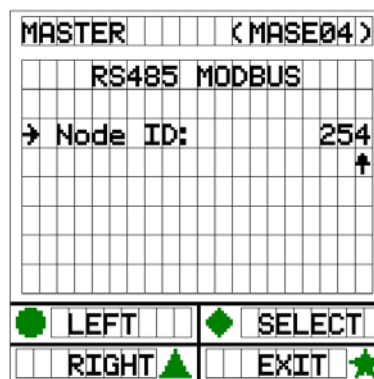 MASTER (MASE04)
RS485 MODBUS
→ Node ID: 254
↑
LEFT SELECT
RIGHT EXIT